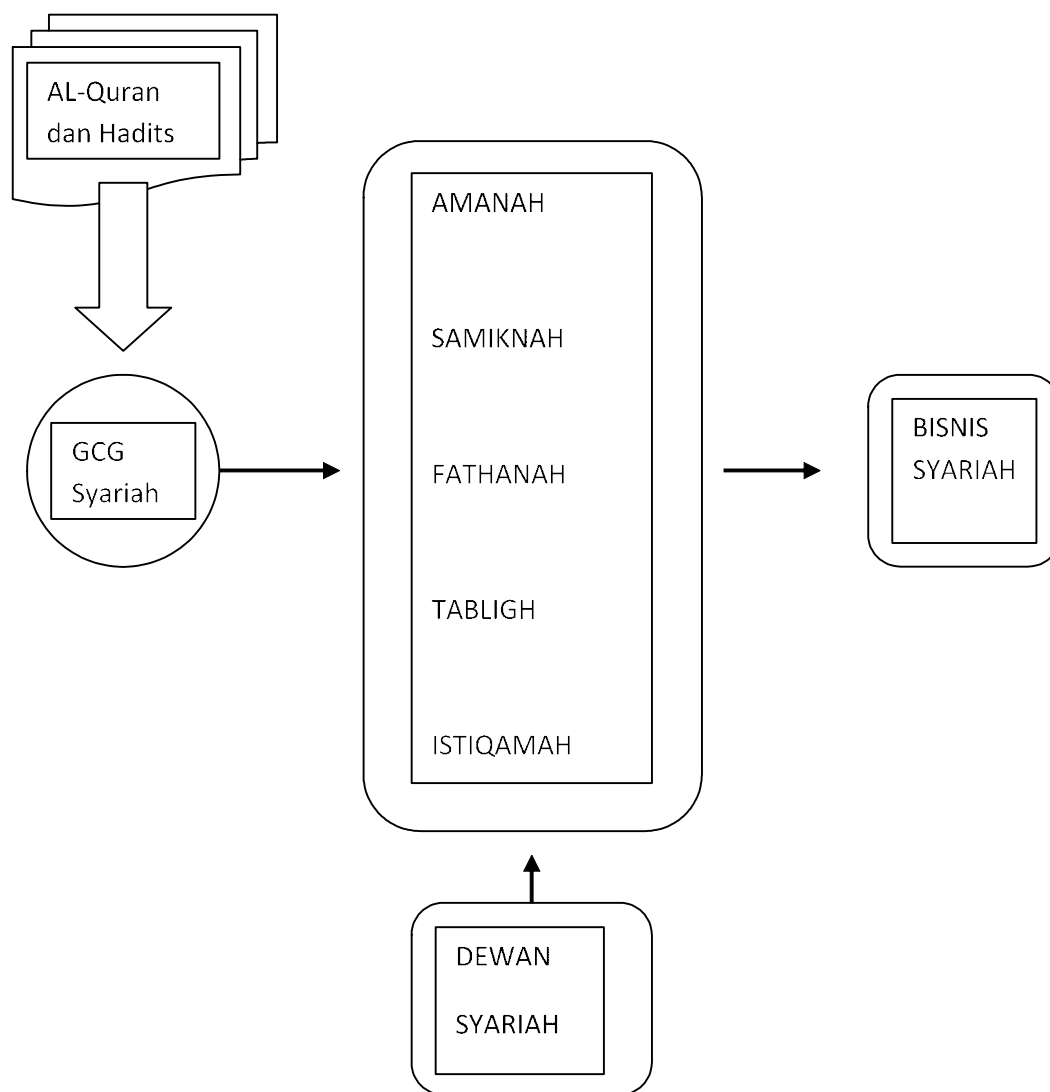 AL-Quran
dan Hadits
AMANAH
SAMIKNAH
GCG
Syariah
FATHANAH
TABLIGH
ISTIQAMAH
BISNIS
SYARIAH
DEWAN
SYARIAH